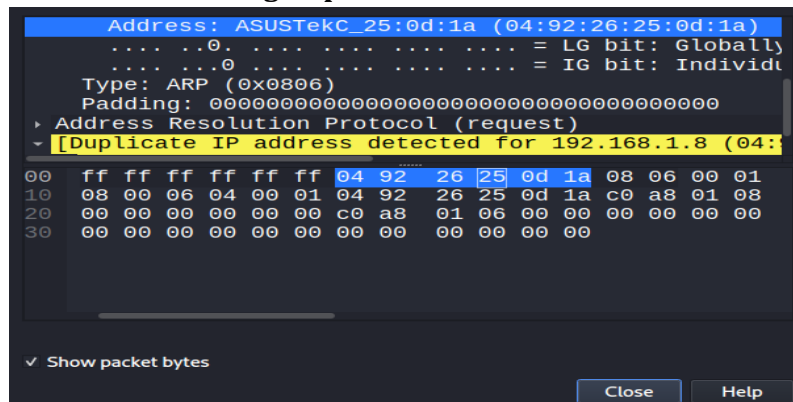 Address: ASUSTekC_25:0d:1a (04:92:26:25:0d:1a)
.... ..0. .... .... .... .... = LG bit: Globally
.... ...0 .... .... .... .... = IG bit: Individu
Type: ARP (0x0806)
Padding: 000000000000000000000000000000000000
Address Resolution Protocol (request)
[Duplicate IP address detected for 192.168.1.8 (04:
00 ff ff ff ff ff ff 04 92 26 25 0d 1a 08 06 00 01
10 08 00 06 04 00 01 04 92 26 25 0d 1a c0 a8 01 08
20 00 00 00 00 00 00 c0 a8 01 06 00 00 00 00 00 00
30 00 00 00 00 00 00 00 00 00 00 00 00
Show packet bytes
Close Help